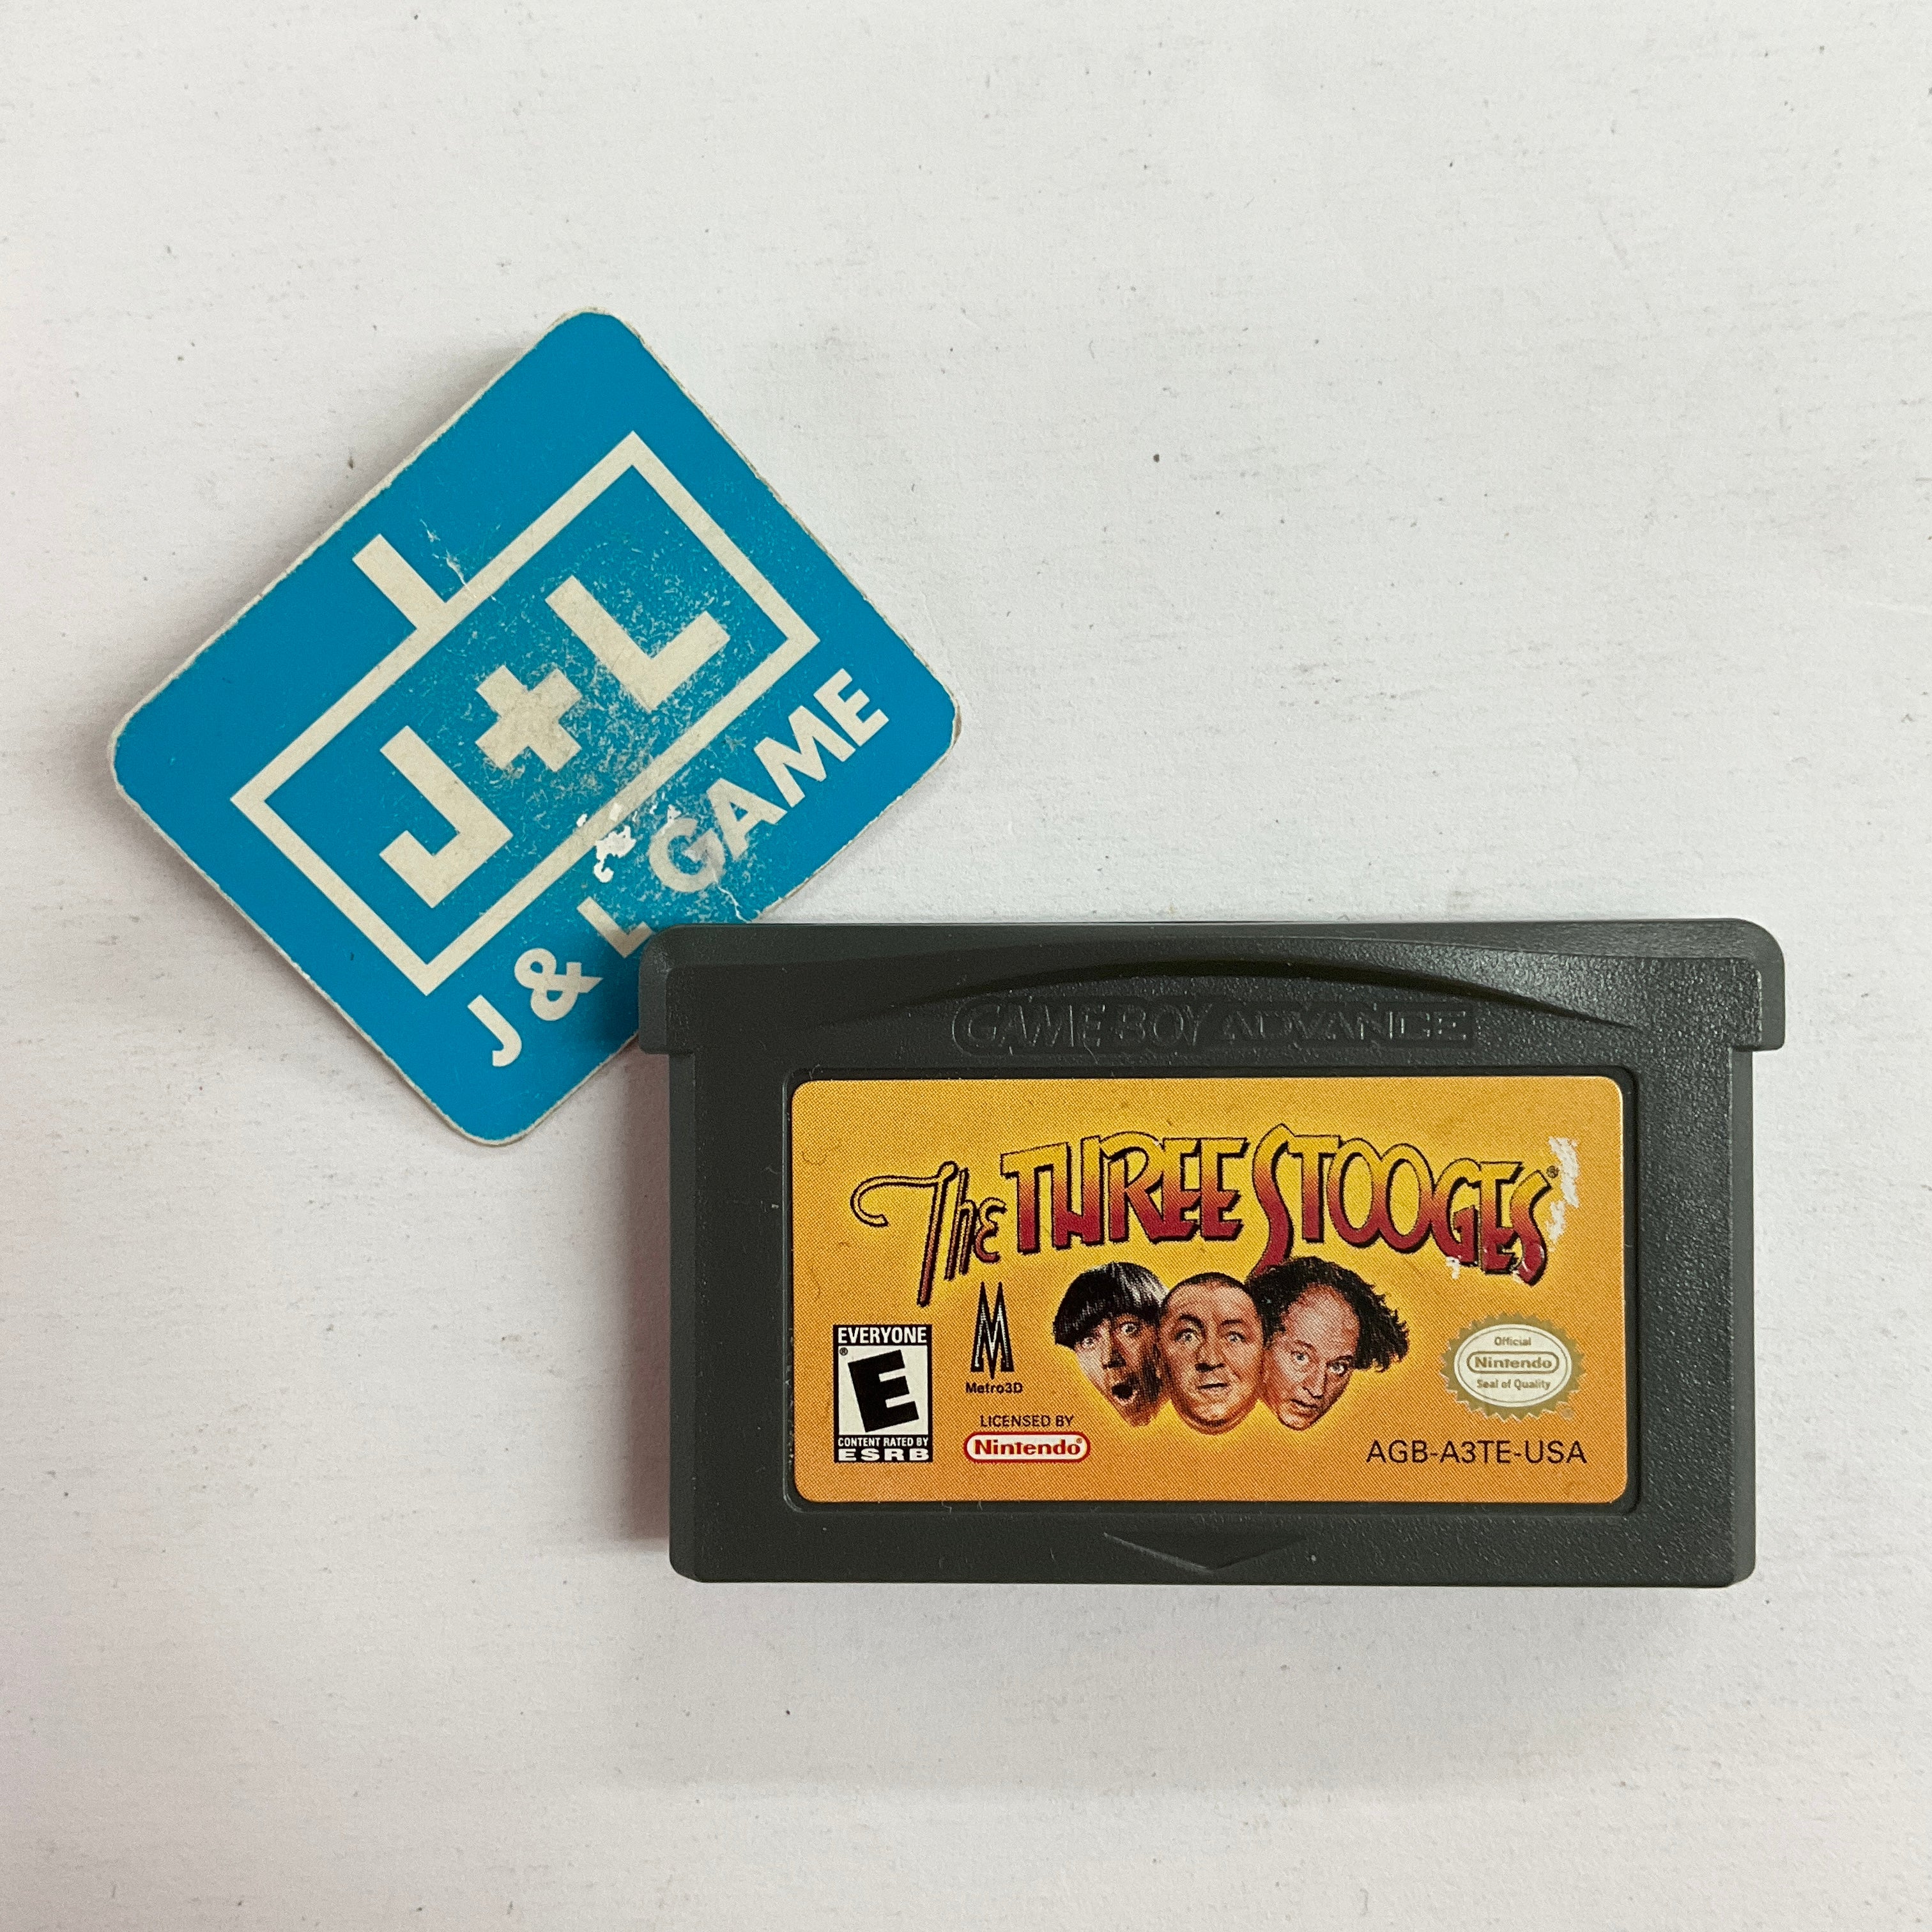 J+L
J & L GAME
GAME BOY ADVANCE
The THREE STOOGES®
EVERYONE
E®
CONTENT RATED BY
ESRB
M
Metro3D
LICENSED BY
Nintendo®
Official
Nintendo
Seal of Quality
AGB-A3TE-USA